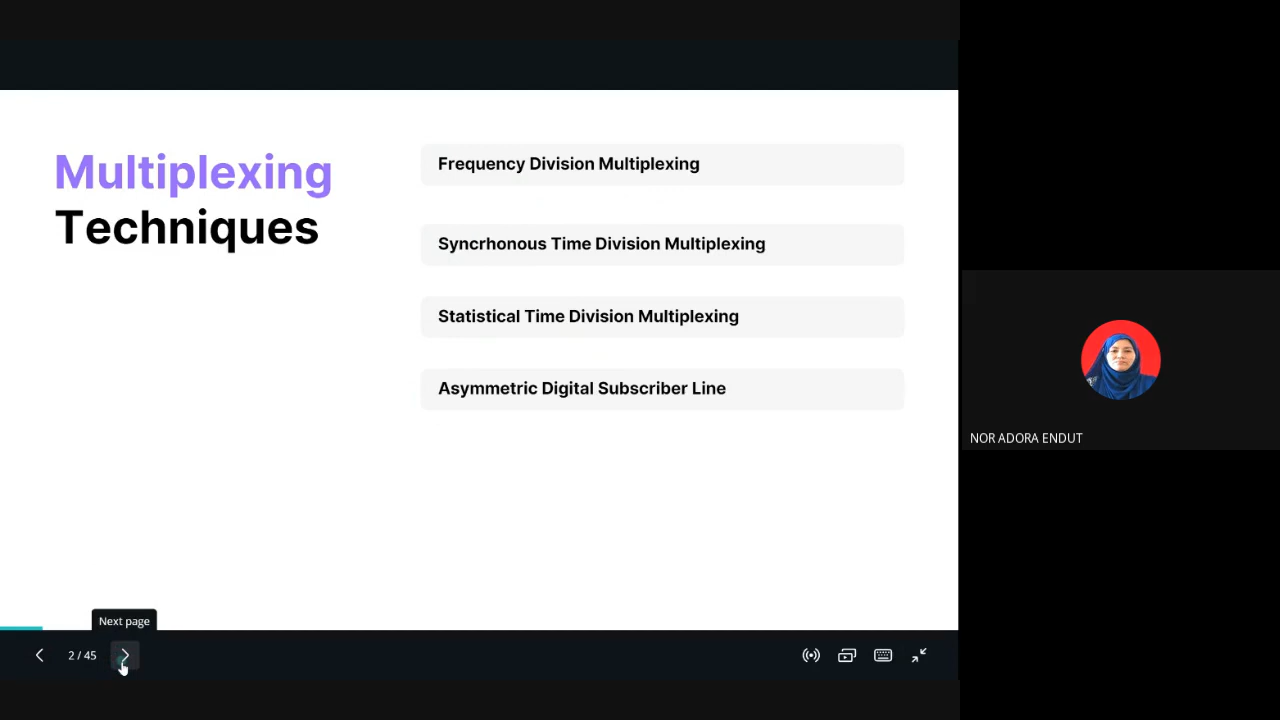 Multiplexing
Techniques
Frequency Division Multiplexing
Syncrhonous Time Division Multiplexing
Statistical Time Division Multiplexing
Asymmetric Digital Subscriber Line
NOR ADORA ENDUT
Next page
2 / 45